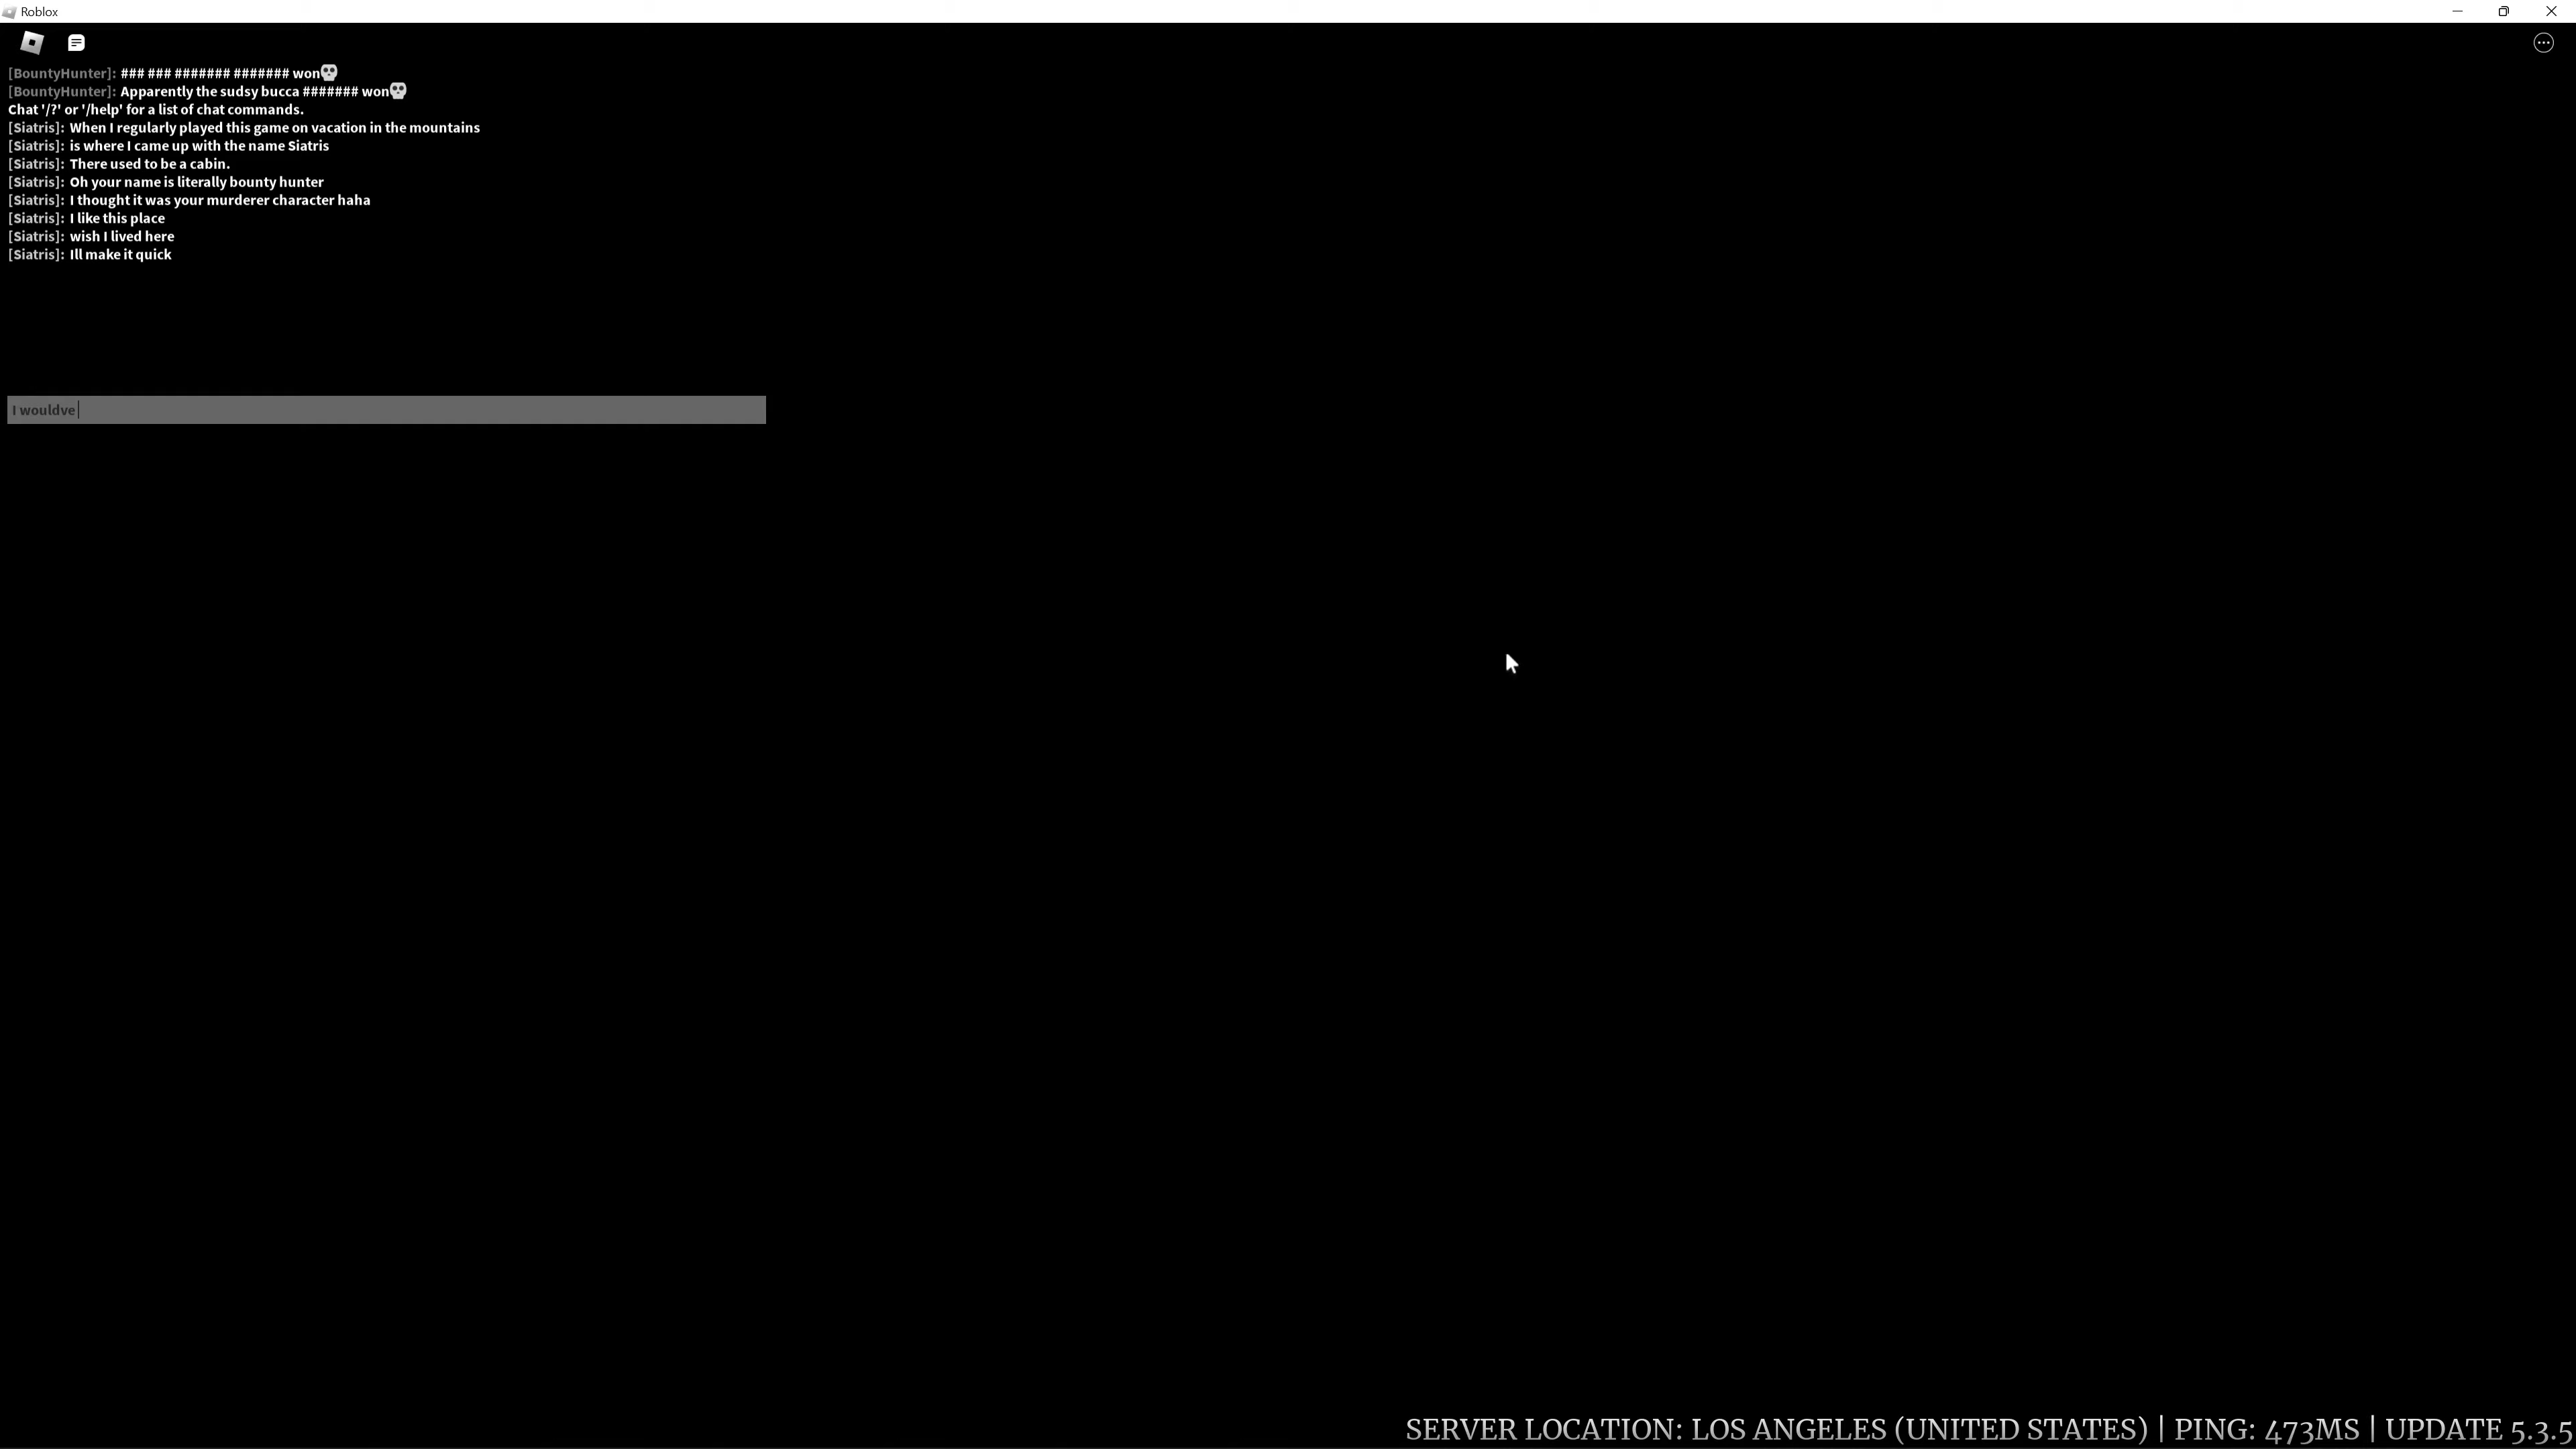 Roblox
[BountyHunter]: ### ### ####### ####### won💀
[BountyHunter]: Apparently the sudsy bucca ####### won💀
Chat '/?' or '/help' for a list of chat commands.
[Siatris]: When I regularly played this game on vacation in the mountains
[Siatris]: is where I came up with the name Siatris
[Siatris]: There used to be a cabin.
[Siatris]: Oh your name is literally bounty hunter
[Siatris]: I thought it was your murderer character haha
[Siatris]: I like this place
[Siatris]: wish I lived here
[Siatris]: Ill make it quick
I wouldve
SERVER LOCATION: LOS ANGELES (UNITED STATES) | PING: 473MS | UPDATE 5.3.5